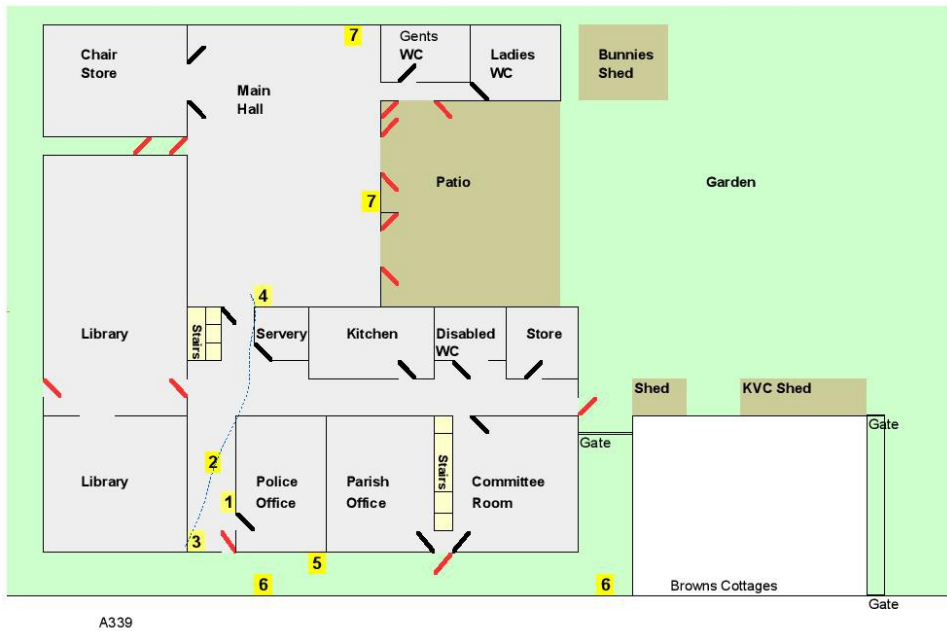 7
Gents
WC
Ladies
WC
Bunnies
Shed
Chair
Store
Main
Hall
Patio
Garden
7
4
Library
Stairs
Servery
Kitchen
Disabled
WC
Store
Shed
KVC Shed
Gate
Gate
2
Library
1
Police
Office
Parish
Office
Stairs
Committee
Room
3
5
6
6
Browns Cottages
Gate
A339